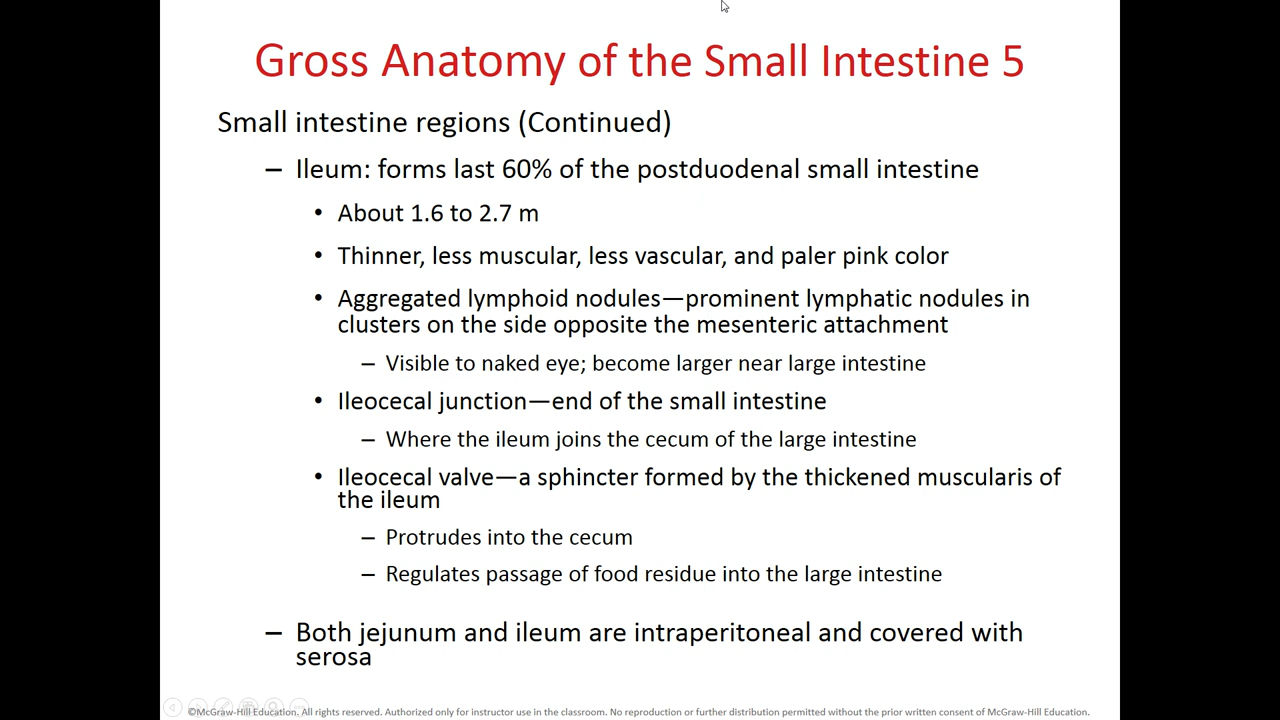 Gross Anatomy of the Small Intestine 5
Small intestine regions (Continued)
– Ileum: forms last 60% of the postduodenal small intestine
• About 1.6 to 2.7 m
• Thinner, less muscular, less vascular, and paler pink color
• Aggregated lymphoid nodules—prominent lymphatic nodules in
clusters on the side opposite the mesenteric attachment
– Visible to naked eye; become larger near large intestine
• Ileocecal junction—end of the small intestine
– Where the ileum joins the cecum of the large intestine
• Ileocecal valve—a sphincter formed by the thickened muscularis of
the ileum
– Protrudes into the cecum
– Regulates passage of food residue into the large intestine
– Both jejunum and ileum are intraperitoneal and covered with
serosa
©McGraw-Hill Education. All rights reserved. Authorized only for instructor use in the classroom. No reproduction or further distribution permitted without the prior written consent of McGraw-Hill Education.